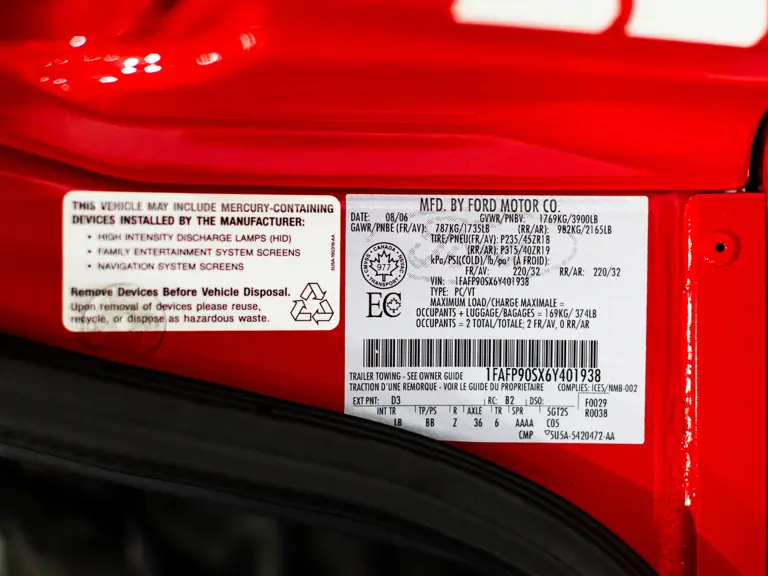 THIS VEHICLE MAY INCLUDE MERCURY-CONTAINING
DEVICES INSTALLED BY THE MANUFACTURER:
• HIGH INTENSITY DISCHARGE LAMPS (HID)
• FAMILY ENTERTAINMENT SYSTEM SCREENS
• NAVIGATION SYSTEM SCREENS
Remove Devices Before Vehicle Disposal.
Upon removal of devices please reuse,
recycle, or dispose as hazardous waste.
MFD. BY FORD MOTOR CO.
DATE: 08/06 GVWR/PNBV: 1769KG/3900LB
GAWR/PNBE (FR/AV): 787KG/1735LB (RR/AR): 982KG/2165LB
TIRE/PNEU(FR/AV): P235/45ZR18
(RR/AR): P315/40ZR19
kPa/PSI(COLD)/lb/po² (A FROID):
FR/AV: 220/32 RR/AR: 220/32
VIN: 1FAFP90SX6Y401938
TYPE: PC/VT
MAXIMUM LOAD/CHARGE MAXIMALE =
OCCUPANTS + LUGGAGE/BAGAGES = 169KG/ 374LB
OCCUPANTS = 2 TOTAL/TOTALE; 2 FR/AV, 0 RR/AR
CANADA
977
TRANSPORT
EC
1FAFP90SX6Y401938
TRAILER TOWING - SEE OWNER GUIDE
TRACTION D'UNE REMORQUE - VOIR LE GUIDE DU PROPRIETAIRE COMPLIES: ICES/NMB-002
EXT PNT: D3 RC: B2 DSO: F0029
INT TR TP/PS R AXLE TR SPR 5GT25 R0038
LB BB Z 36 6 AAAA C05
CMP 5U5A-5420472-AA